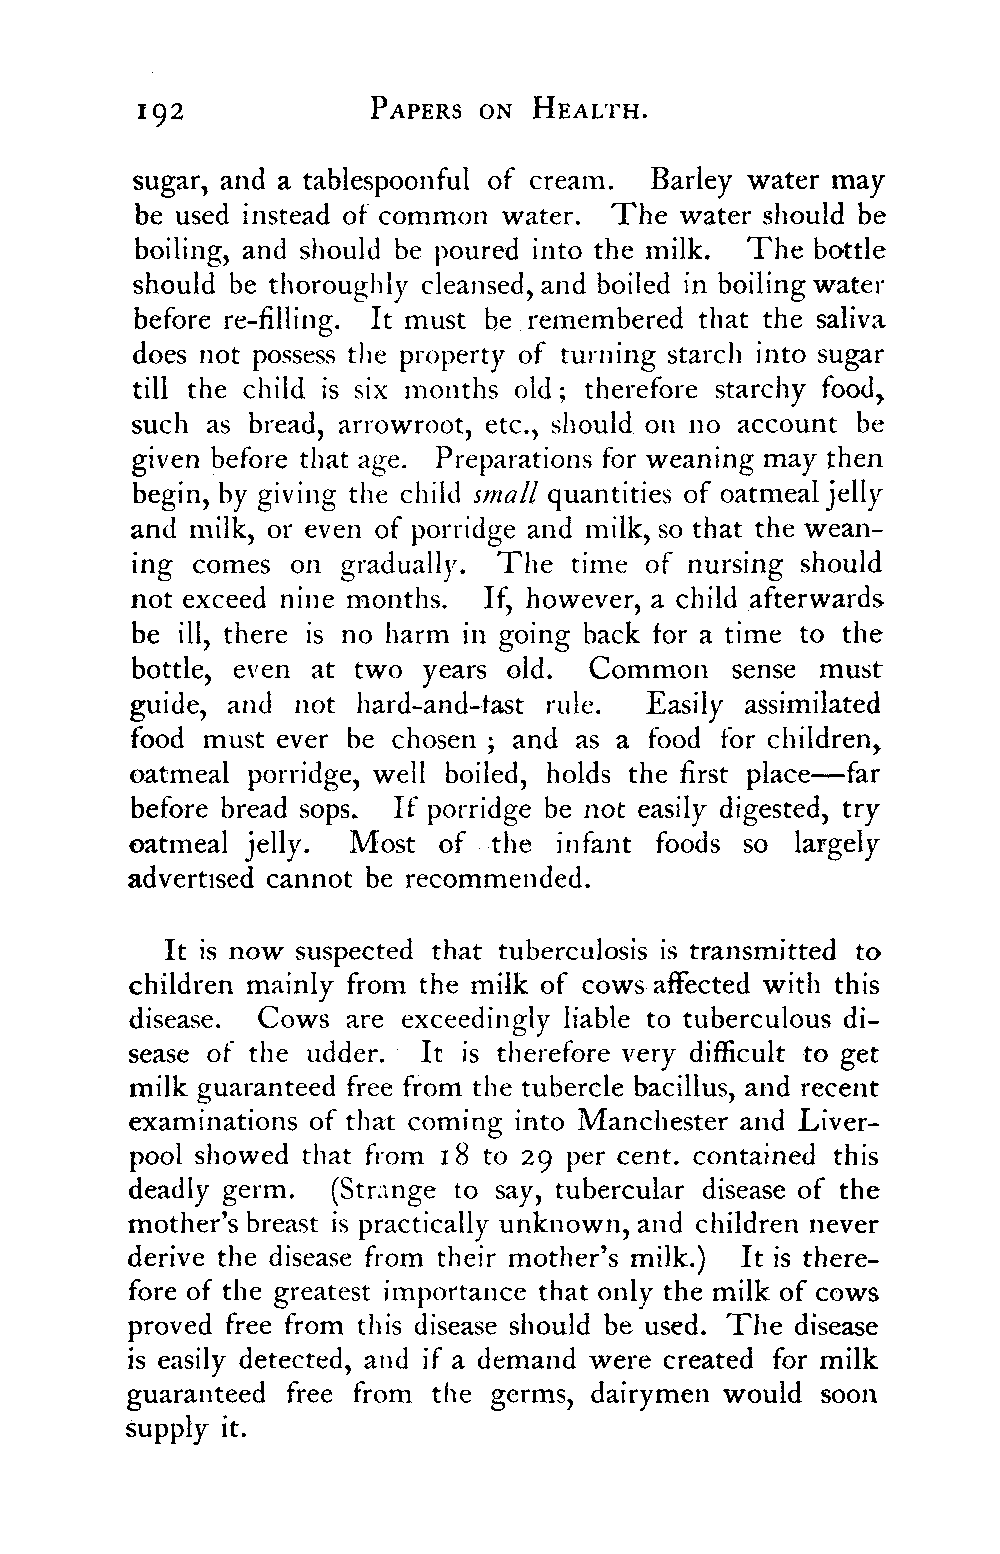 192 PAPERS ON HEALTH.
sugar, and a tablespoonful of cream. Barley water may
be used instead of common water. The water should be
boiling, and should be poured into the milk. The bottle
should be thoroughly cleansed, and boiled in boiling water
before re-filling. It must be remembered that the saliva
does not possess the property of turning starch into sugar
till the child is six months old; therefore starchy food,
such as bread, arrowroot, etc., should on no account be
given before that age. Preparations for weaning may then
begin, by giving the child small quantities of oatmeal jelly
and milk, or even of porridge and milk, so that the wean-
ing comes on gradually. The time of nursing should
not exceed nine months. If, however, a child afterwards
be ill, there is no harm in going back for a time to the
bottle, even at two years old. Common sense must
guide, and not hard-and-fast rule. Easily assimilated
food must ever be chosen ; and as a food for children,
oatmeal porridge, well boiled, holds the first place—far
before bread sops. If porridge be not easily digested, try
oatmeal jelly. Most of the infant foods so largely
advertised cannot be recommended.
It is now suspected that tuberculosis is transmitted to
children mainly from the milk of cows affected with this
disease. Cows are exceedingly liable to tuberculous di-
sease of the udder. It is therefore very difficult to get
milk guaranteed free from the tubercle bacillus, and recent
examinations of that coming into Manchester and Liver-
pool showed that from 18 to 29 per cent. contained this
deadly germ. (Strange to say, tubercular disease of the
mother's breast is practically unknown, and children never
derive the disease from their mother's milk.) It is there-
fore of the greatest importance that only the milk of cows
proved free from this disease should be used. The disease
is easily detected, and if a demand were created for milk
guaranteed free from the germs, dairymen would soon
supply it.